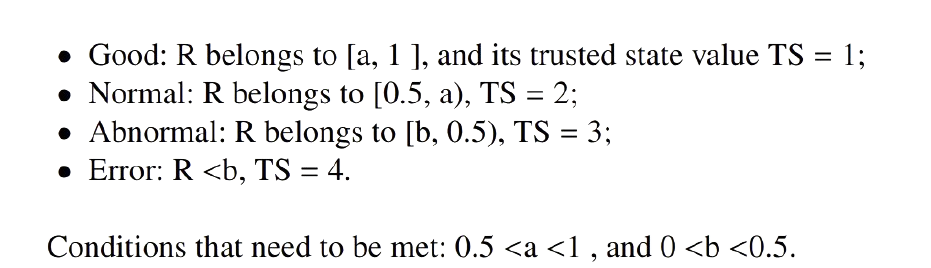 • Good: R belongs to [a, 1 ], and its trusted state value TS = 1;
• Normal: R belongs to [0.5, a), TS = 2;
• Abnormal: R belongs to [b, 0.5), TS = 3;
• Error: R <b, TS = 4.
Conditions that need to be met: 0.5 <a <1 , and 0 <b <0.5.